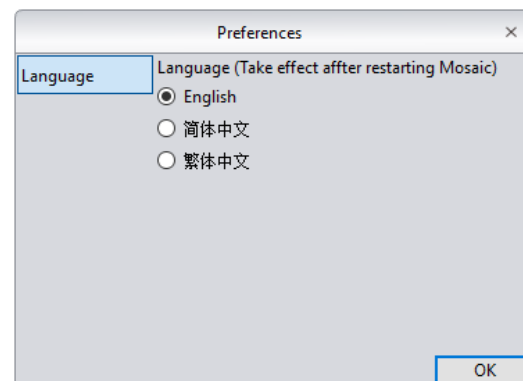 Preferences
Language
Language (Take effect affter restarting Mosaic)
English
简体中文
繁体中文
OK